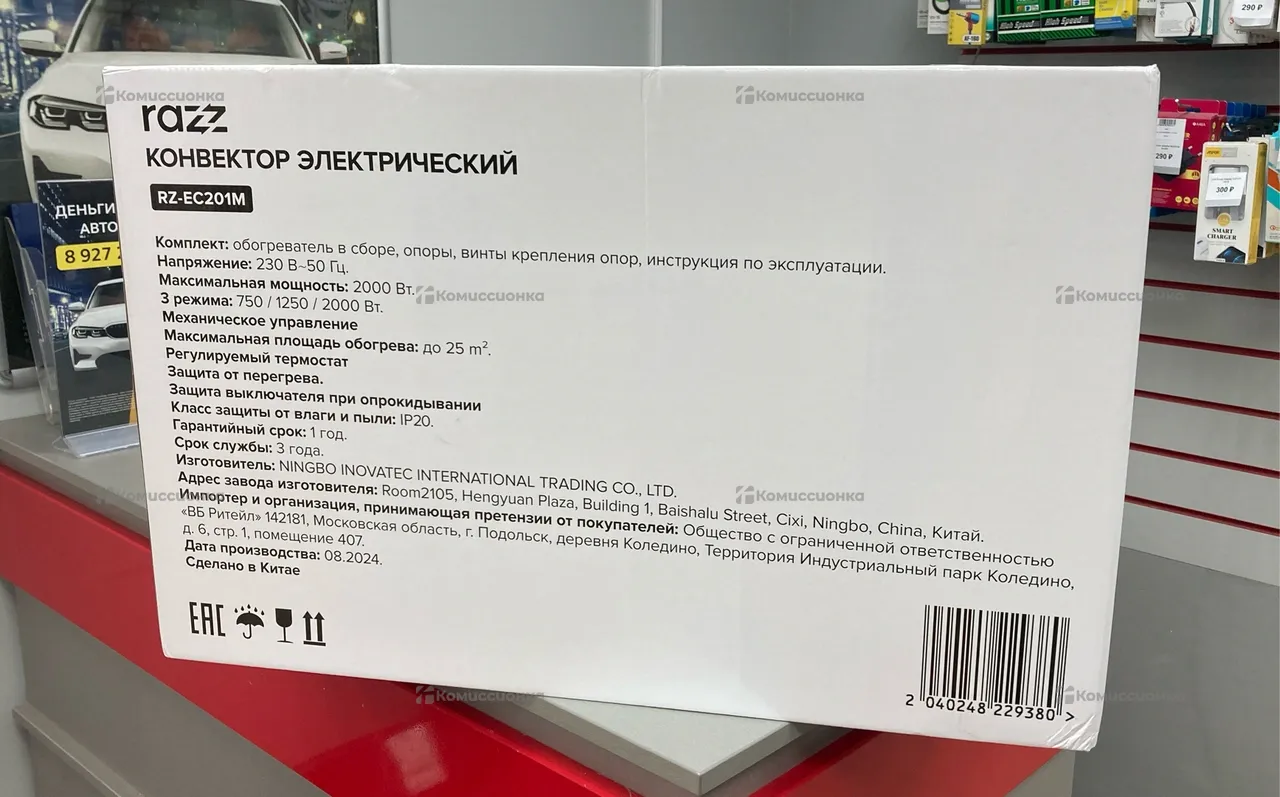 razz
КОНВЕКТОР ЭЛЕКТРИЧЕСКИЙ
RZ-EC201M
Комплект: обогреватель в сборе, опоры, винты крепления опор, инструкция по эксплуатации.
Напряжение: 230 В~50 Гц.
Максимальная мощность: 2000 Вт.
3 режима: 750 / 1250 / 2000 Вт.
Механическое управление
Максимальная площадь обогрева: до 25 m².
Регулируемый термостат
Защита от перегрева.
Защита выключателя при опрокидывании
Класс защиты от влаги и пыли: IP20.
Гарантийный срок: 1 год.
Срок службы: 3 года.
Изготовитель: NINGBO INOVATEC INTERNATIONAL TRADING CO., LTD.
Адрес завода изготовителя: Room2105, Hengyuan Plaza, Building 1, Baishalu Street, Cixi, Ningbo, China, Китай.
Импортер и организация, принимающая претензии от покупателей: Общество с ограниченной ответственностью
«ВБ Ритейл» 142181, Московская область, г. Подольск, деревня Коледино, Территория Индустриальный парк Коледино,
д. 6, стр. 1, помещение 407.
Дата производства: 08.2024.
Сделано в Китае
EAC
2 040248 229380 >
ДЕНЬГИ
АВТО
8 927
High Speed
High Speed
290 ₽
290 ₽
300 ₽
SMART
CHARGER
Комиссионка
Комиссионка
Комиссионка
Комиссионка
Комиссионка
Комиссионка
Комиссионка
Комиссионка